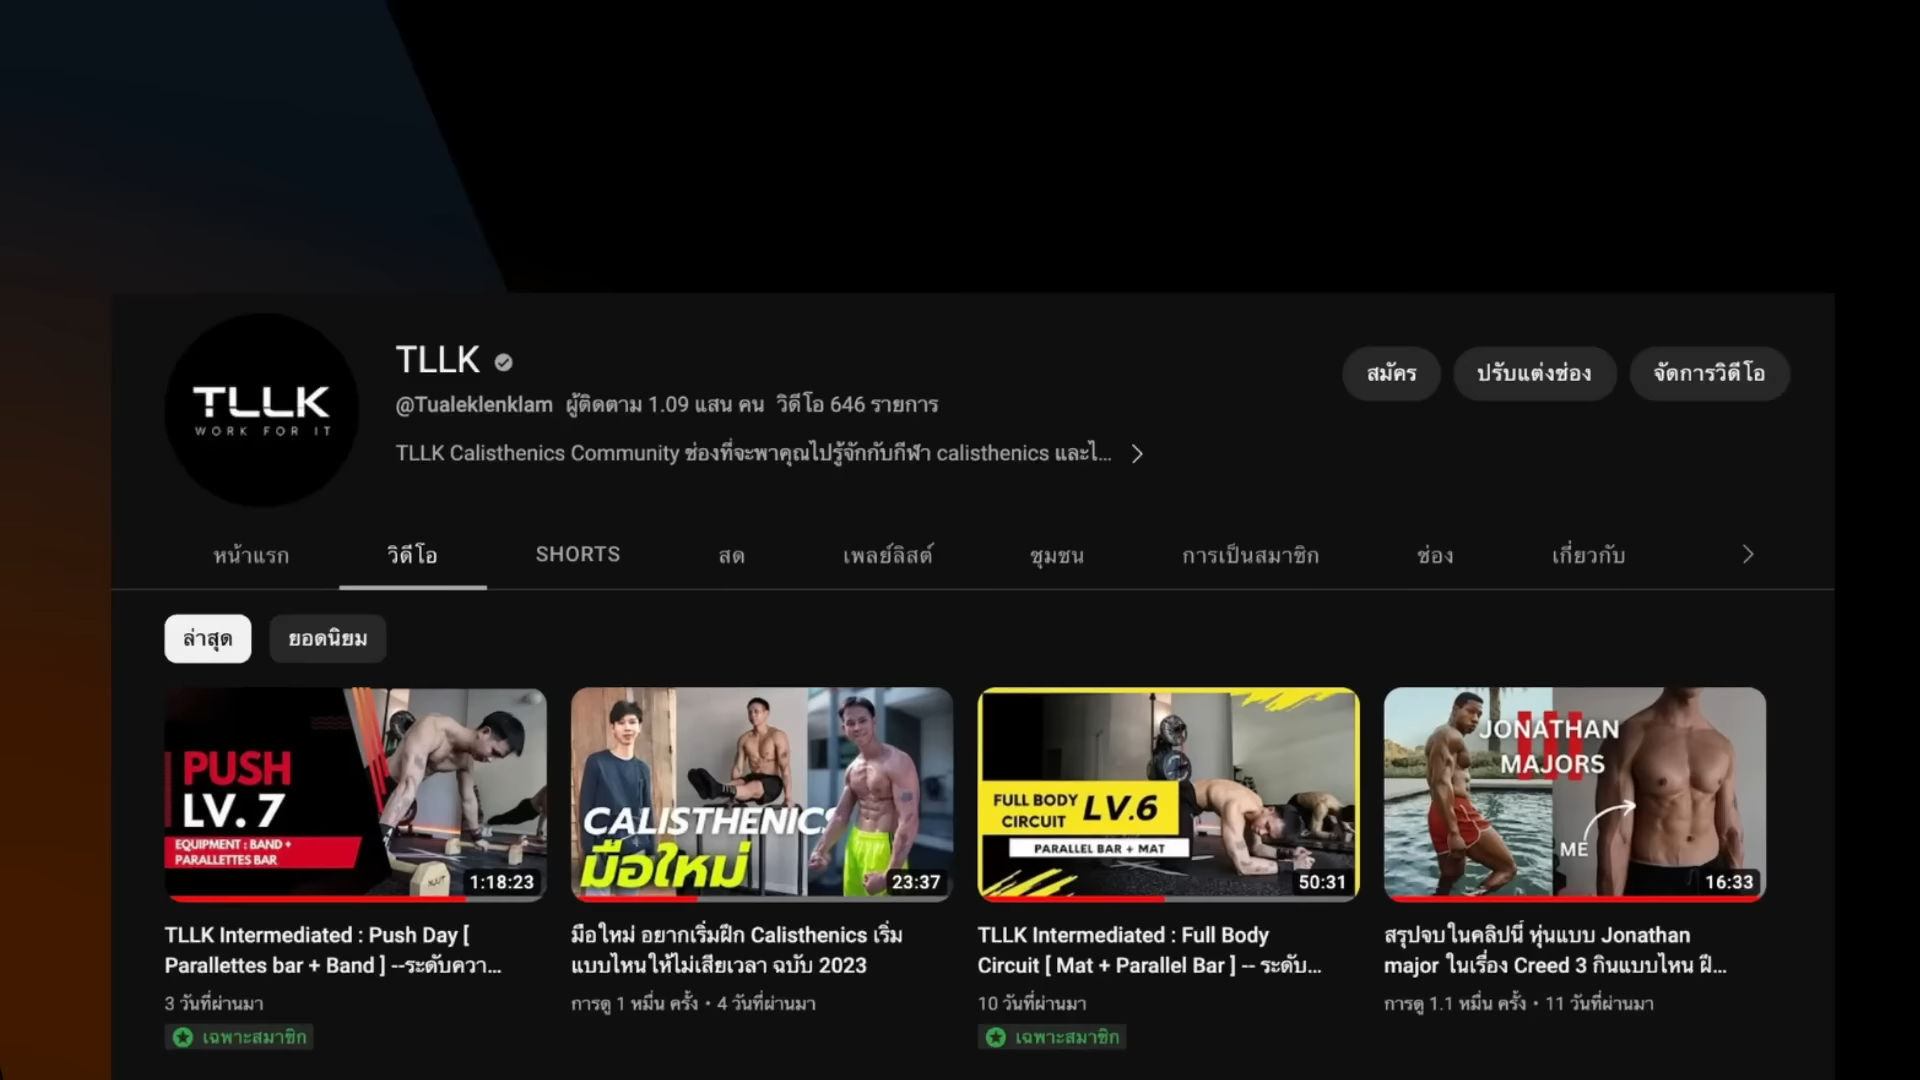 TLLK
WORK FOR IT
TLLK
@Tualeklenklam ผู้ติดตาม 1.09 แสน คน วิดีโอ 646 รายการ
TLLK Calisthenics Community ช่องที่จะพาคุณไปรู้จักกับกีฬา calisthenics และไ...
สมัคร
ปรับแต่งช่อง
จัดการวิดีโอ
หน้าแรก
วิดีโอ
SHORTS
สด
เพลย์ลิสต์
ชุมชน
การเป็นสมาชิก
ช่อง
เกี่ยวกับ
ล่าสุด
ยอดนิยม
PUSH
LV. 7
EQUIPMENT : BAND +
PARALLETTES BAR
1:18:23
CALISTHENICS
มือใหม่
23:37
FULL BODY
CIRCUIT
LV.6
PARALLEL BAR + MAT
50:31
JONATHAN
MAJORS
III
ME
16:33
TLLK Intermediated : Push Day [
Parallettes bar + Band ] --ระดับควา...
3 วันที่ผ่านมา
เฉพาะสมาชิก
มือใหม่ อยากเริ่มฝึก Calisthenics เริ่ม
แบบไหนให้ไม่เสียเวลา ฉบับ 2023
การดู 1 หมื่น ครั้ง • 4 วันที่ผ่านมา
TLLK Intermediated : Full Body
Circuit [ Mat + Parallel Bar ] -- ระดับ...
10 วันที่ผ่านมา
เฉพาะสมาชิก
สรุปจบในคลิปนี้ หุ่นแบบ Jonathan
major ในเรื่อง Creed 3 กินแบบไหน ฝึ...
การดู 1.1 หมื่น ครั้ง • 11 วันที่ผ่านมา